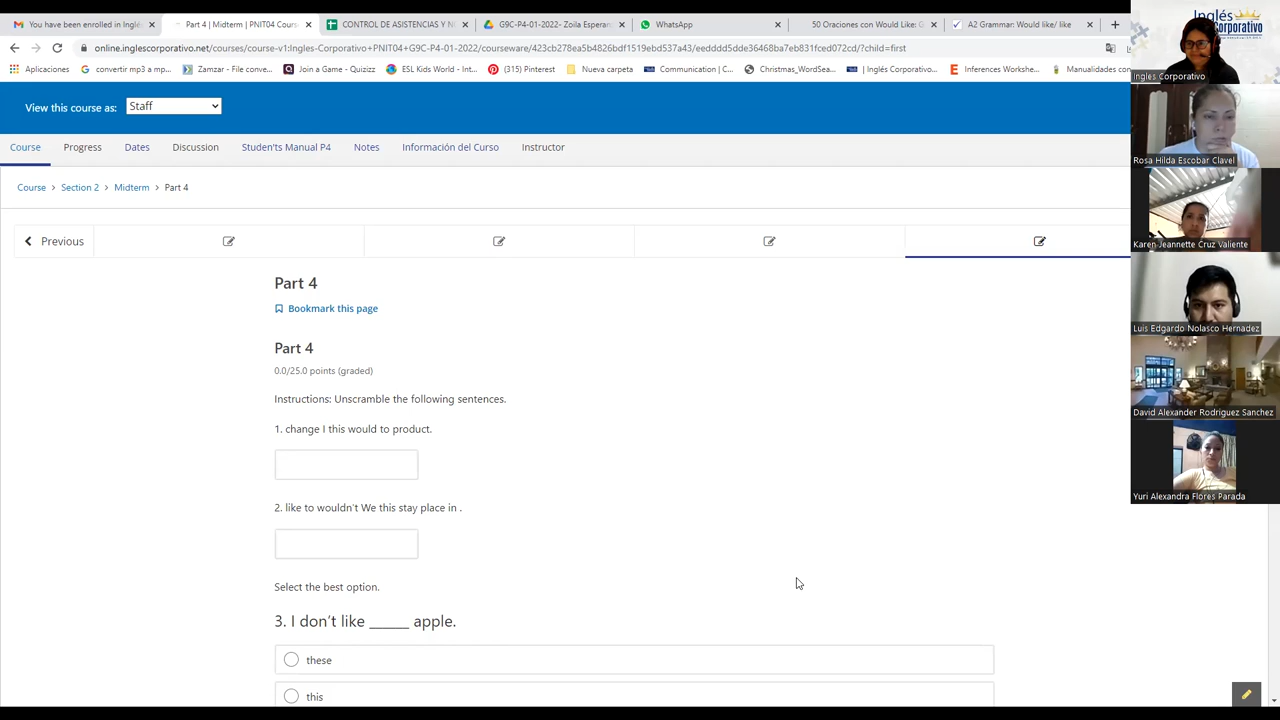 You have been enrolled in Inglé
Part 4 | Midterm | PNIT04 Cours
CONTROL DE ASISTENCIAS Y N
G9C-P4-01-2022- Zoila Esperan
WhatsApp
50 Oraciones con Would Like: G
A2 Grammar: Would like/ like
online.inglescorporativo.net/courses/course-v1:Ingles-Corporativo+PNIT04+G9C-P4-01-2022/courseware/423e5278ea5b4826bdf1519ebd537a43/eedddd5dde36468ba7eb831fced072cd/?child=first
Aplicaciones
convertir mp3 a mp...
Zamzar - File conve...
Join a Game - Quizizz
ESL Kids World - Int...
(315) Pinterest
Nueva carpeta
Communication | C...
Christmas_WordSea...
| Inglés Corporativo...
Inferences Workshe...
Manualidades co
View this course as:
Staff
Course
Progress
Dates
Discussion
Studen'ts Manual P4
Notes
Información del Curso
Instructor
Course > Section 2 > Midterm > Part 4
Previous
Part 4
Bookmark this page
Part 4
0.0/25.0 points (graded)
Instructions: Unscramble the following sentences.
1. change I this would to product.
2. like to wouldn't We this stay place in .
Select the best option.
3. I don't like ______ apple.
these
this
Inglés
Corporativo
Ingles Corporativo
Rosa Hilda Escobar Clavel
Karen Jeannette Cruz Valiente
Luis Edgardo Nolasco Hernadez
David Alexander Rodriguez Sanchez
Yuri Alexandra Flores Parada